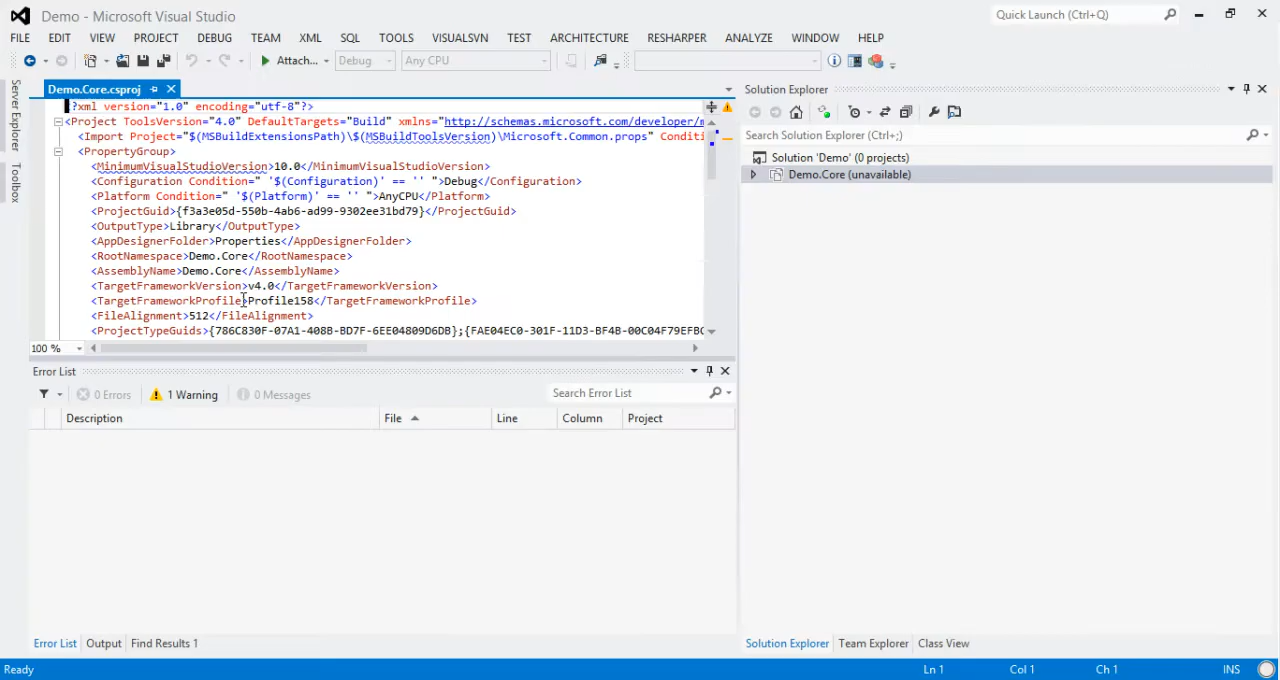 Demo - Microsoft Visual Studio
Quick Launch (Ctrl+Q)
FILE EDIT VIEW PROJECT DEBUG TEAM XML SQL TOOLS VISUALSVN TEST ARCHITECTURE RESHARPER ANALYZE WINDOW HELP
Attach... Debug Any CPU
Server Explorer
Toolbox
Demo.Core.csproj
?xml version="1.0" encoding="utf-8"?>
<Project ToolsVersion="4.0" DefaultTargets="Build" xmlns="http://schemas.microsoft.com/developer/m
<Import Project="$(MSBuildExtensionsPath)\$(MSBuildToolsVersion)\Microsoft.Common.props" Conditi
<PropertyGroup>
<MinimumVisualStudioVersion>10.0</MinimumVisualStudioVersion>
<Configuration Condition=" '$(Configuration)' == '' ">Debug</Configuration>
<Platform Condition=" '$(Platform)' == '' ">AnyCPU</Platform>
<ProjectGuid>{f3a3e05d-550b-4ab6-ad99-9302ee31bd79}</ProjectGuid>
<OutputType>Library</OutputType>
<AppDesignerFolder>Properties</AppDesignerFolder>
<RootNamespace>Demo.Core</RootNamespace>
<AssemblyName>Demo.Core</AssemblyName>
<TargetFrameworkVersion>v4.0</TargetFrameworkVersion>
<TargetFrameworkProfile>Profile158</TargetFrameworkProfile>
<FileAlignment>512</FileAlignment>
<ProjectTypeGuids>{786C830F-07A1-408B-BD7F-6EE04809D6DB};{FAE04EC0-301F-11D3-BF4B-00C04F79EFBC
100 %
Error List
0 Errors 1 Warning 0 Messages Search Error List
Description File Line Column Project
Error List Output Find Results 1
Solution Explorer
Search Solution Explorer (Ctrl+;)
Solution 'Demo' (0 projects)
Demo.Core (unavailable)
Solution Explorer Team Explorer Class View
Ready Ln 1 Col 1 Ch 1 INS